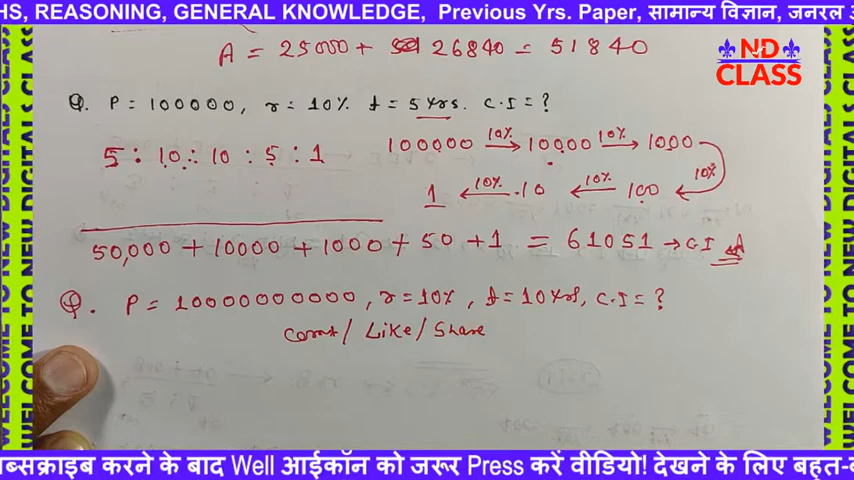 HS, REASONING, GENERAL KNOWLEDGE, Previous Yrs. Paper, सामान्य विज्ञान, जनरल
A = 25000 + 26840 = 51840
ND
CLASS
Q. P = 100000, r = 10% t = 5 Yrs. C.I = ?
5 : 10 : 10 : 5 : 1
100000 10% → 10000 10% → 1000
10%
1 ← 10% 10 ← 10% 100 ←
50,000 + 10000 + 1000 + 50 + 1 = 61051 → C.I
Q. P = 10000000000, r = 10%, t = 10 Yrs, C.I = ?
Comt / Like / Share
ब्सक्राइब करने के बाद Well आईकॉन को जरूर Press करें वीडियो! देखने के लिए बहुत-
WELCOME TO NEW DIGITALS CLASS